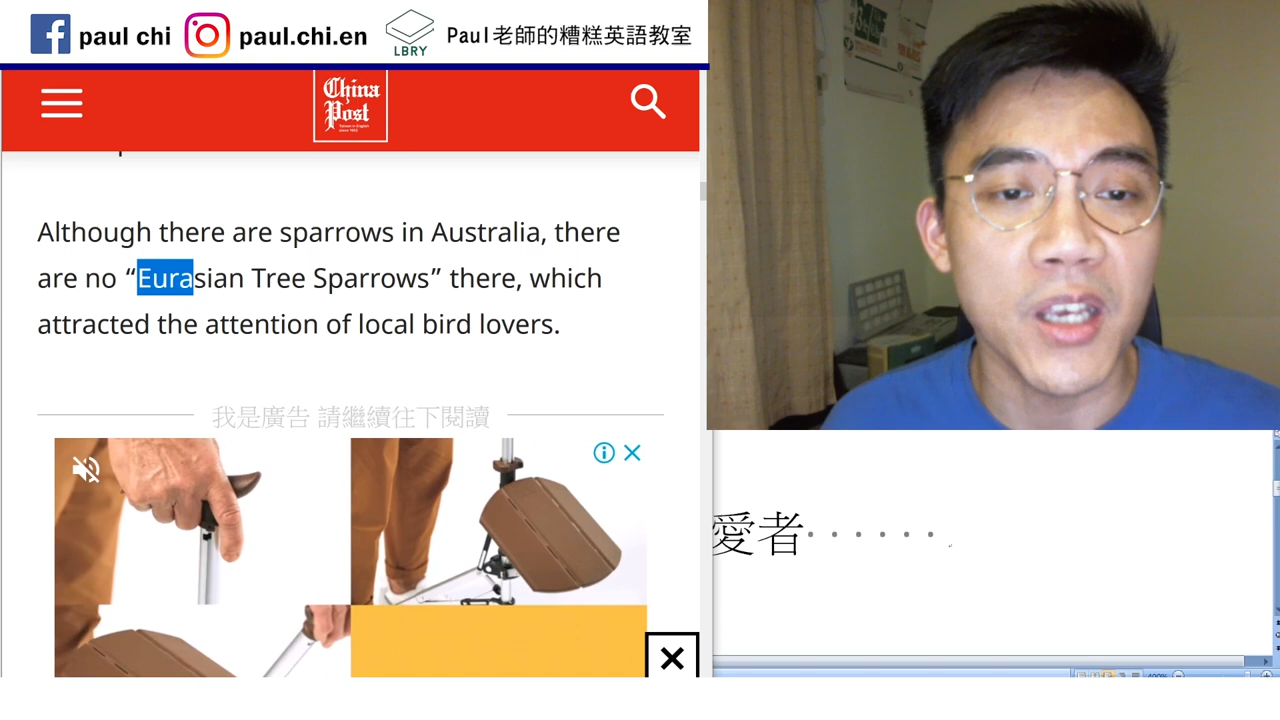 paul chi
paul.chi.en
LBRY
Paul老師的糟糕英語教室
China
Post
Although there are sparrows in Australia, there
are no “Eurasian Tree Sparrows” there, which
attracted the attention of local bird lovers.
我是廣告 請繼續往下閱讀
愛者······